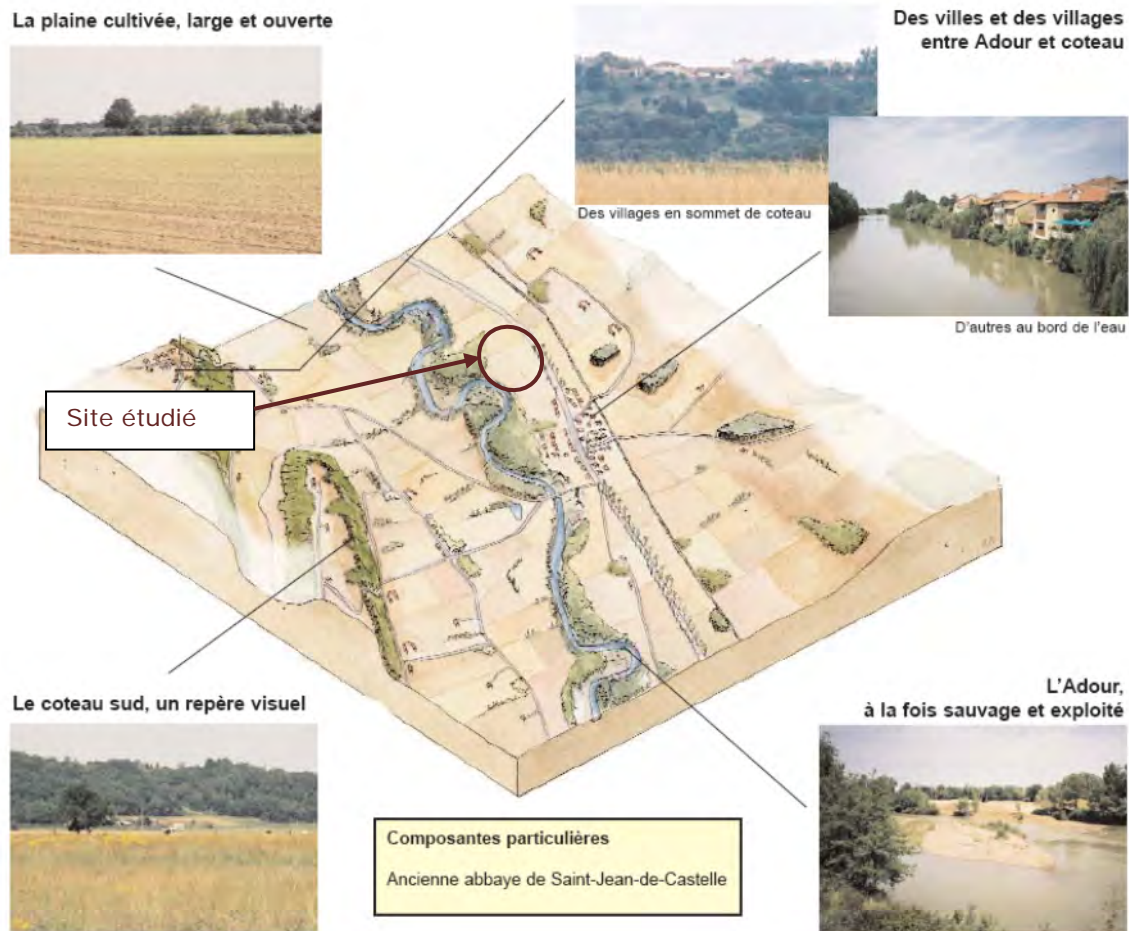 La plaine cultivée, large et ouverte
Des villes et des villages
entre Adour et coteau
Des villages en sommet de coteau
D'autres au bord de l'eau
Site étudié
Le coteau sud, un repère visuel
L'Adour,
à la fois sauvage et exploité
Composantes particulières
Ancienne abbaye de Saint-Jean-de-Castelle